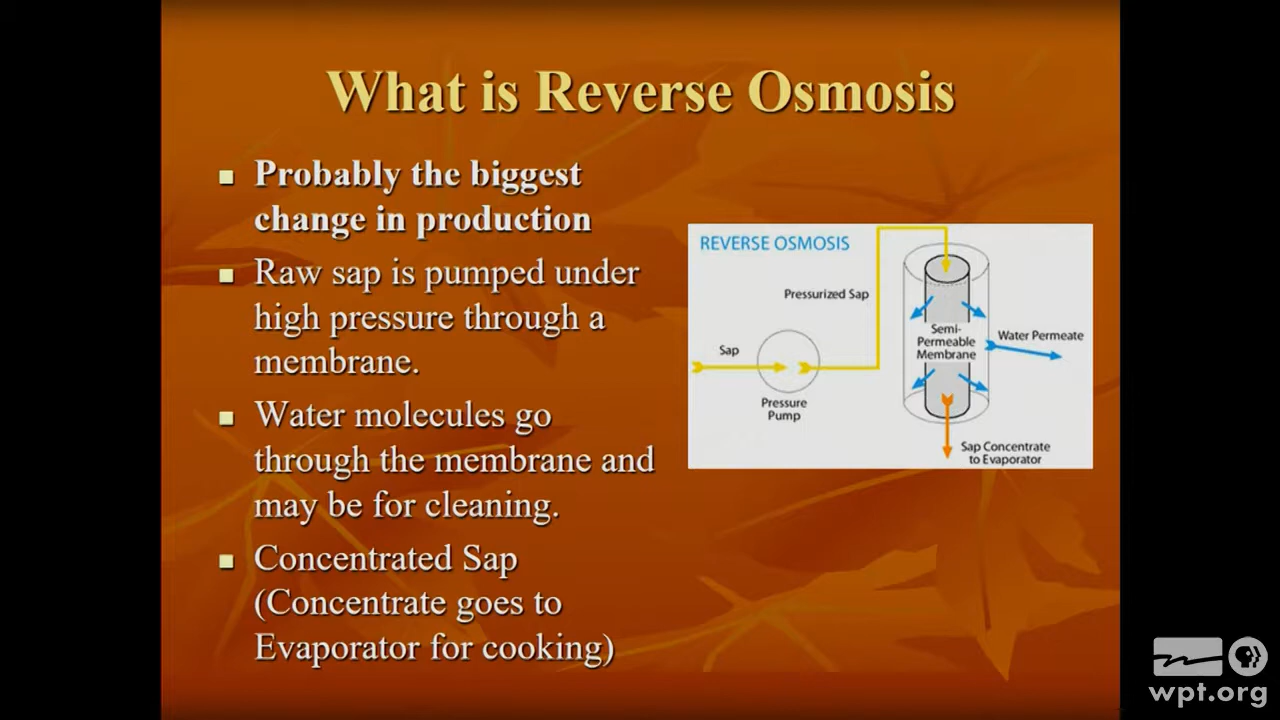 What is Reverse Osmosis
Probably the biggest
change in production
Raw sap is pumped under
high pressure through a
membrane.
Water molecules go
through the membrane and
may be for cleaning.
Concentrated Sap
(Concentrate goes to
Evaporator for cooking)
REVERSE OSMOSIS
Pressurized Sap
Sap
Pressure
Pump
Semi-
Permeable
Membrane
Water Permeate
Sap Concentrate
to Evaporator
wpt.org